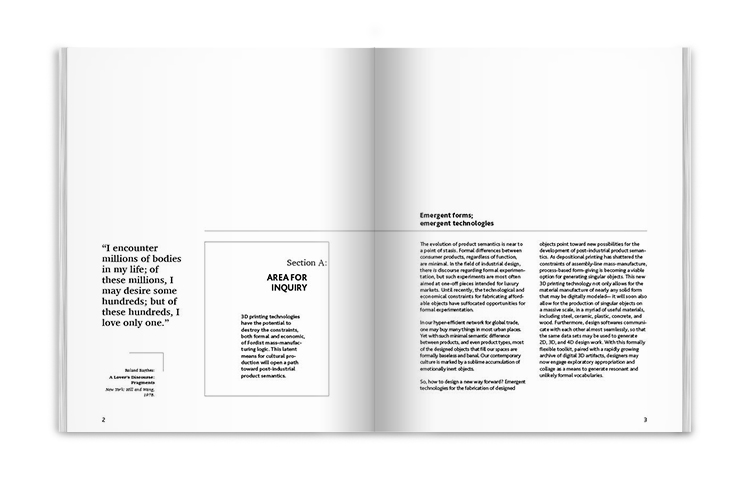 “I encounter
millions of bodies
in my life; of
these millions, I
may desire some
hundreds; but of
these hundreds, I
love only one.”
Roland Barthes:
A Lover's Discourse:
Fragments
New York: Hill and Wang,
1978.
2
Section A:
AREA FOR
INQUIRY
3D printing technologies
have the potential to
destroy the constraints,
both formal and economic,
of fordist mass-manufac-
turing logic. This latent
means for cultural pro-
duction will open a path
toward post-industrial
product semantics.
Emergent forms;
emergent technologies
The evolution of product semantics is near to
a point of stasis. Formal differences between
consumer products, regardless of function,
are minimal. In the field of industrial design,
there is discourse regarding formal experimen-
tation, but such experiments are most often
aimed at one-off pieces intended for luxury
markets. Until recently, the technological and
economical constraints for fabricating afford-
able objects have suffocated opportunities for
formal experimentation.
In our hyper-efficient network for global trade,
one may buy many things in most urban places.
Yet with such minimal semantic difference
between products, and even product types, most
of the designed objects that fill our spaces are
formally baseless and banal. Our contemporary
culture is marked by a sublime accumulation of
emotionally inert objects.
So, how to design a new way forward? Emergent
technologies for the fabrication of designed
objects point toward new possibilities for the
development of post-industrial product seman-
tics. As depositional printing has shattered the
constraints of assembly-line mass-manufacture,
process-based form-giving is becoming a viable
option for generating singular objects. This new
3D printing technology not only allows for the
material manufacture of nearly any solid form
that may be digitally modeled— it will soon also
allow for the production of singular objects on
a massive scale, in a myriad of useful materials,
including steel, ceramic, plastic, concrete, and
wood. Furthermore, design softwares communi-
cate with each other almost seamlessly, so that
the same data sets may be used to generate
2D, 3D, and 4D design work. With this formally
flexible toolkit, paired with a rapidly growing
archive of digital 3D artifacts, designers may
now engage exploratory appropriation and
collage as a means to generate resonant and
unlikely formal vocabularies.
3